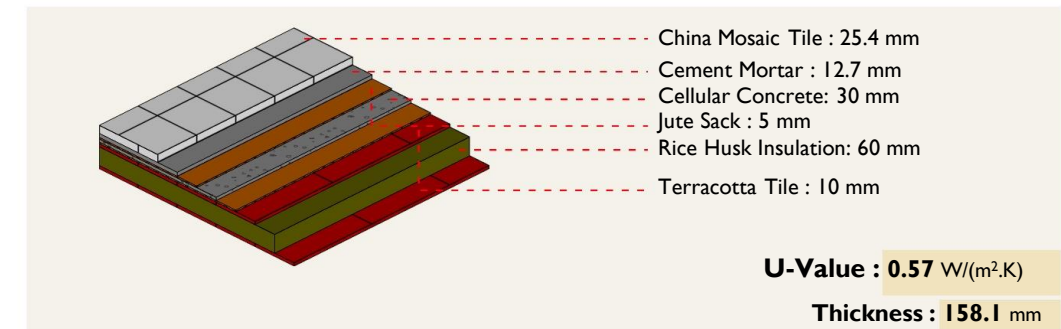 China Mosaic Tile : 25.4 mm
Cement Mortar : 12.7 mm
Cellular Concrete: 30 mm
Jute Sack : 5 mm
Rice Husk Insulation: 60 mm
Terracotta Tile : 10 mm
U-Value : 0.57 W/(m².K)
Thickness : 158.1 mm